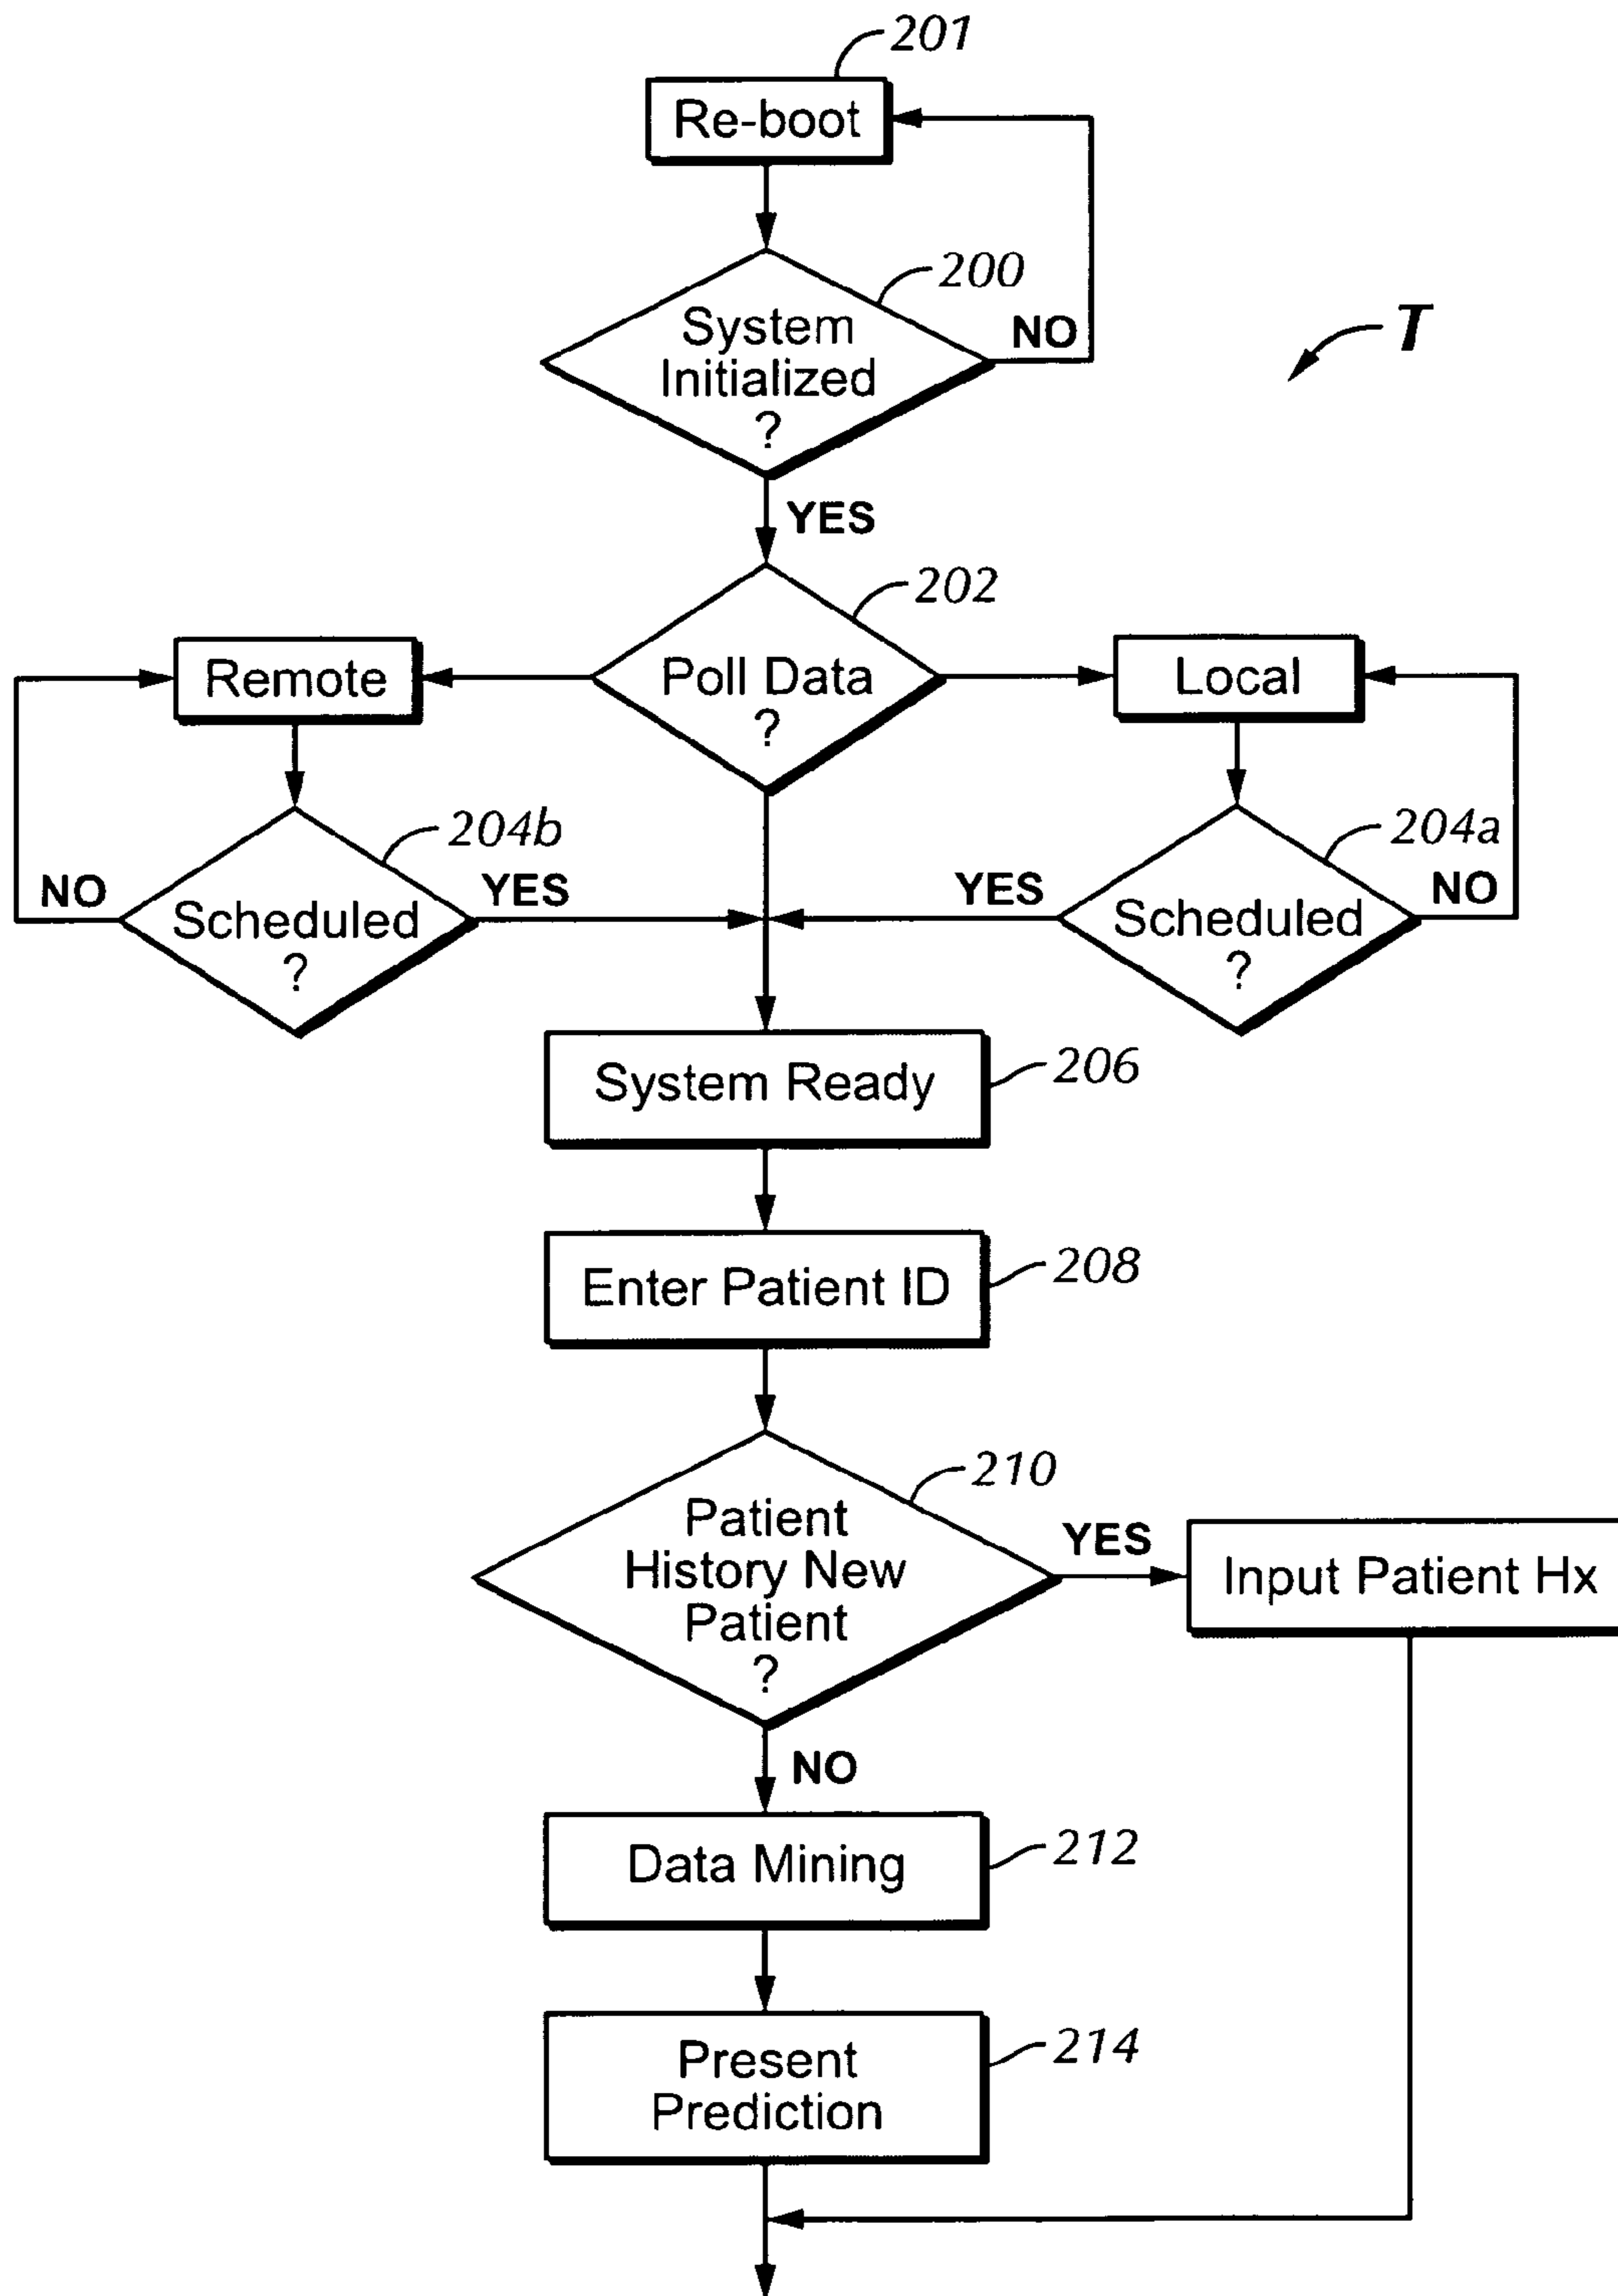 201
Re-boot
200
System
Initialized
?
NO
T
YES
202
Remote
Poll Data
?
Local
204b
204a
NO
Scheduled
?
YES
YES
Scheduled
?
NO
System Ready
206
Enter Patient ID
208
210
Patient
History New
Patient
?
YES
Input Patient Hx
NO
Data Mining
212
Present
Prediction
214